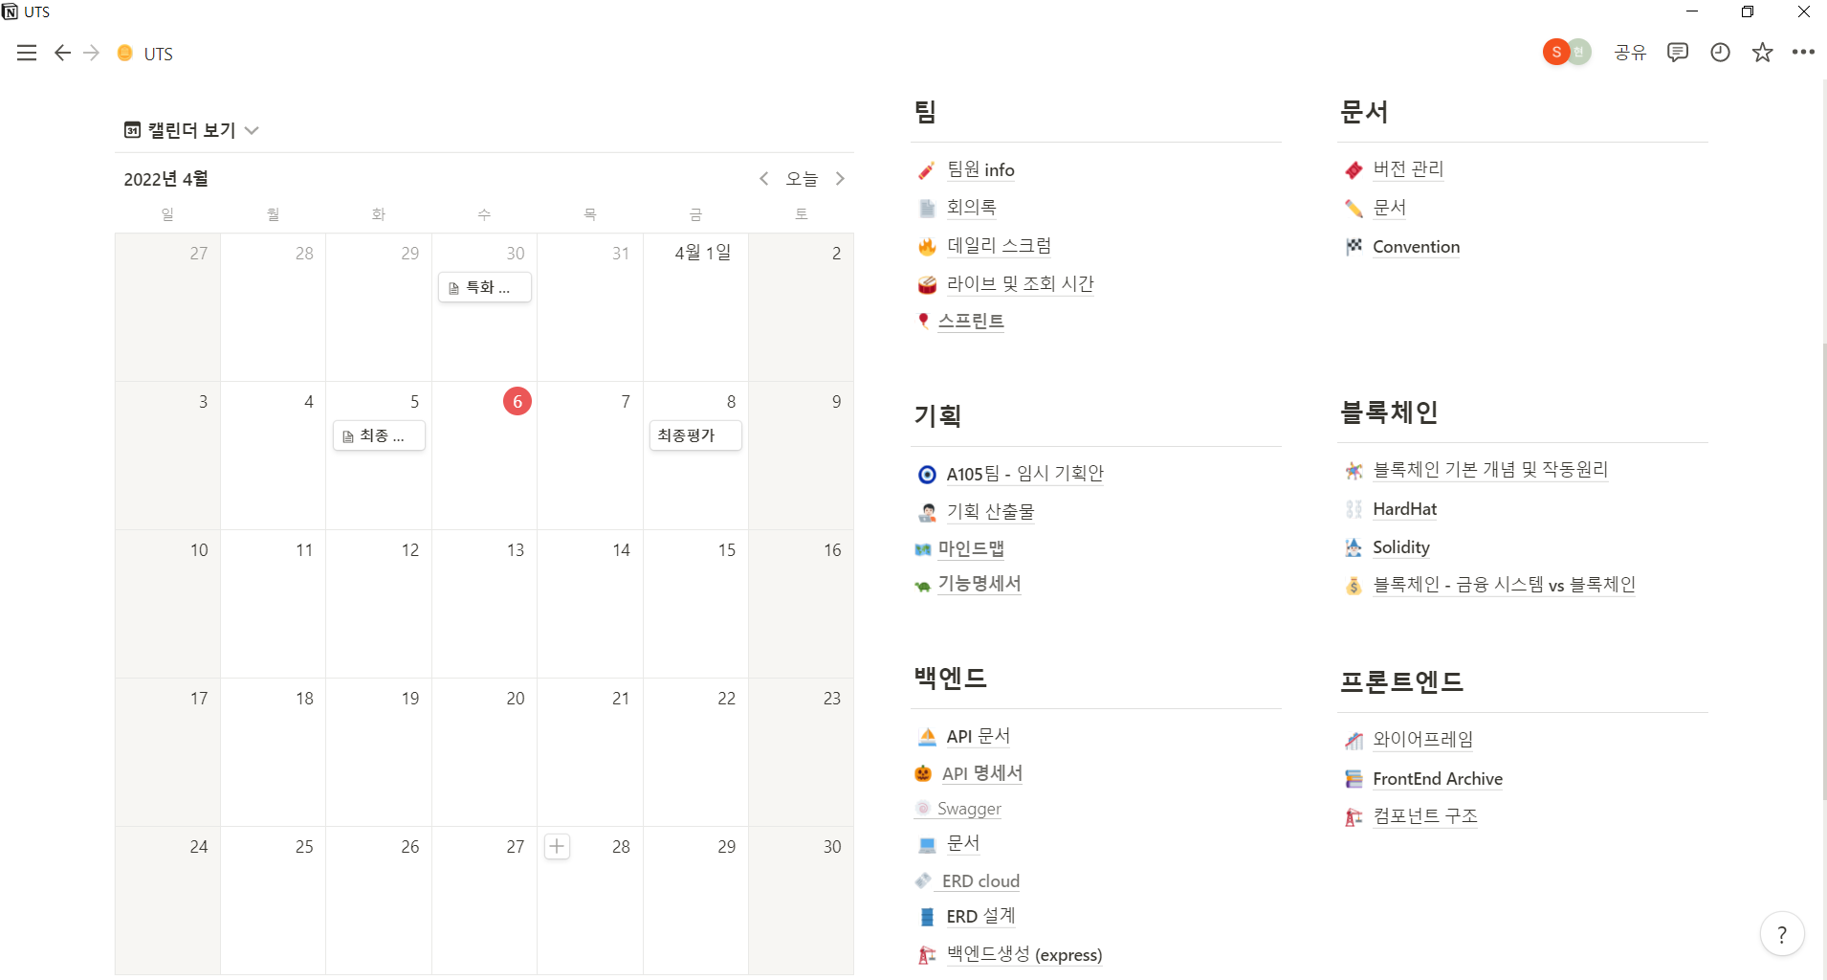 UTS
UTS
S 현 공유
캘린더 보기
2022년 4월
오늘
일 월 화 수 목 금 토
27 28 29 30 31 4월 1일 2
특화 ...
3 4 5 6 7 8 9
최종 ... 최종평가
10 11 12 13 14 15 16
17 18 19 20 21 22 23
24 25 26 27 28 29 30
팀
팀원 info
회의록
데일리 스크럼
라이브 및 조회 시간
스프린트
문서
버전 관리
문서
Convention
기획
A105팀 - 임시 기획안
기획 산출물
마인드맵
기능명세서
블록체인
블록체인 기본 개념 및 작동원리
HardHat
Solidity
블록체인 - 금융 시스템 vs 블록체인
백엔드
API 문서
API 명세서
Swagger
문서
ERD cloud
ERD 설계
백엔드생성 (express)
프론트엔드
와이어프레임
FrontEnd Archive
컴포넌트 구조
?